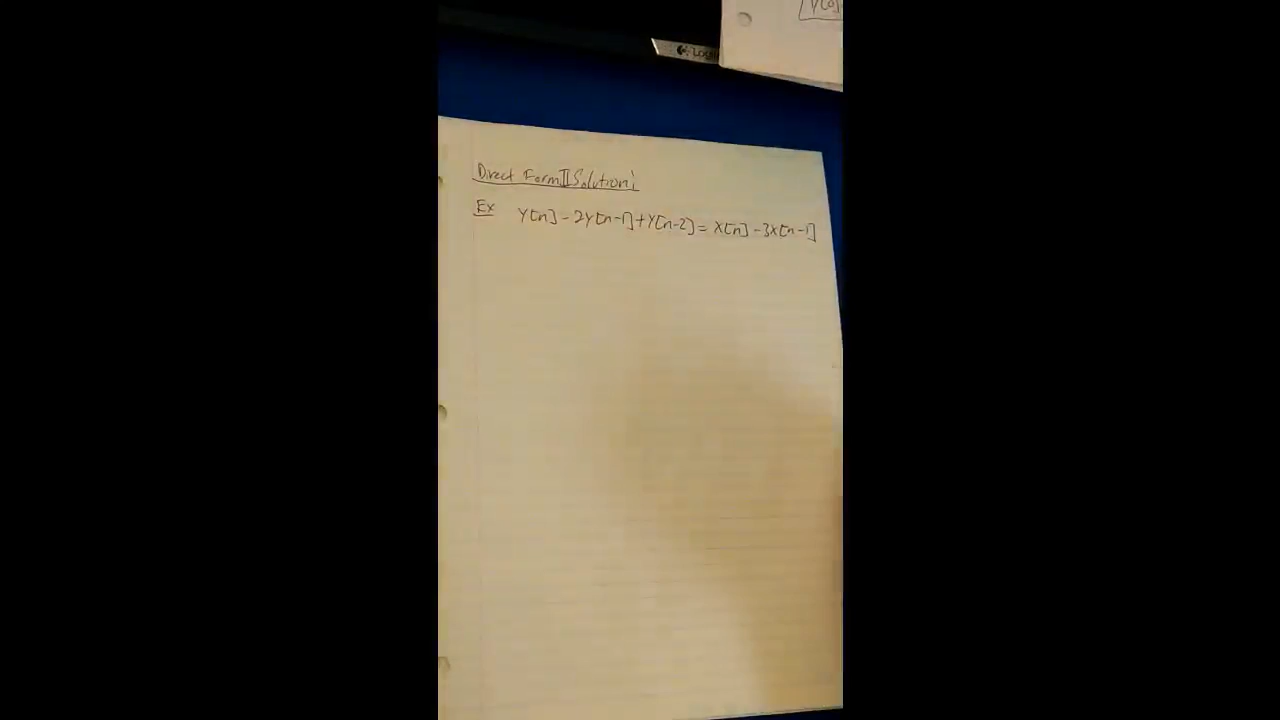 Direct Form II Solution:
Ex Y[n] - 2Y[n-1] + Y[n-2] = X[n] - 3X[n-1]